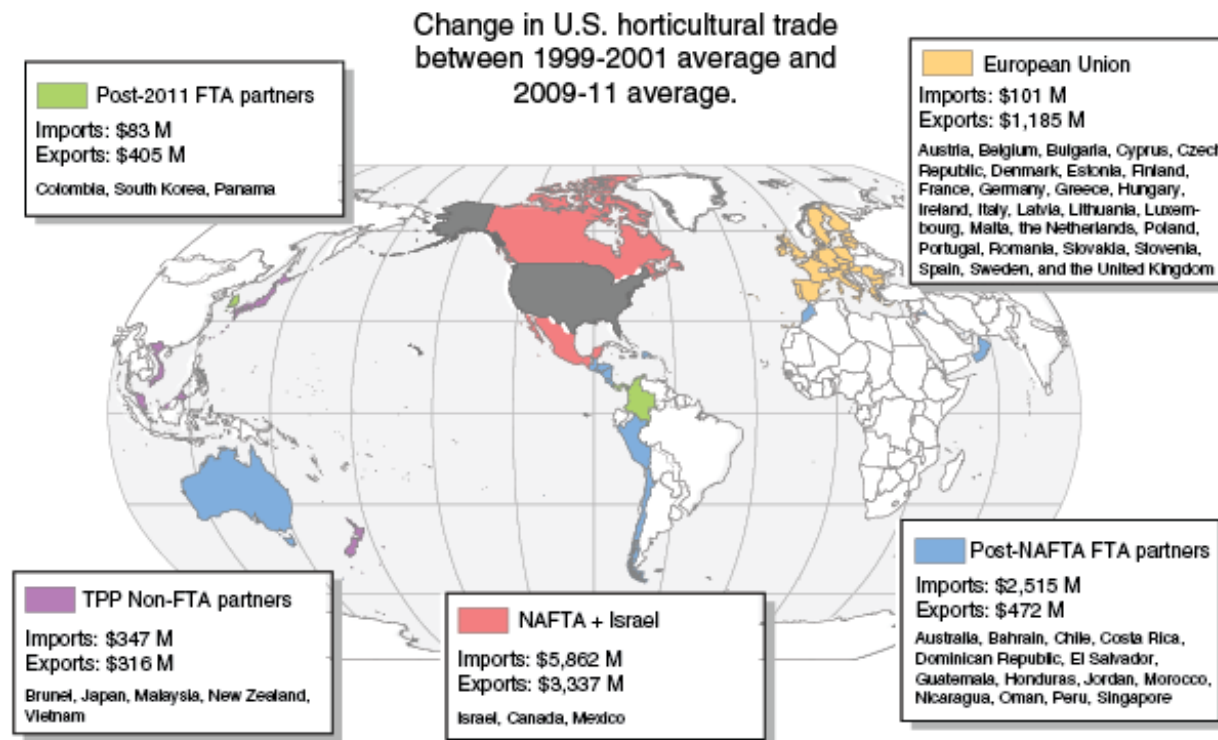 Change in U.S. horticultural trade
between 1999-2001 average and
2009-11 average.
Post-2011 FTA partners
Imports: $83 M
Exports: $405 M
Colombia, South Korea, Panama
European Union
Imports: $101 M
Exports: $1,185 M
Austria, Belgium, Bulgaria, Cyprus, Czech
Republic, Denmark, Estonia, Finland,
France, Germany, Greece, Hungary,
Ireland, Italy, Latvia, Lithuania, Luxem-
bourg, Malta, the Netherlands, Poland,
Portugal, Romania, Slovakia, Slovenia,
Spain, Sweden, and the United Kingdom
TPP Non-FTA partners
Imports: $347 M
Exports: $316 M
Brunei, Japan, Malaysia, New Zealand,
Vietnam
NAFTA + Israel
Imports: $5,862 M
Exports: $3,337 M
Israel, Canada, Mexico
Post-NAFTA FTA partners
Imports: $2,515 M
Exports: $472 M
Australia, Bahrain, Chile, Costa Rica,
Dominican Republic, El Salvador,
Guatemala, Honduras, Jordan, Morocco,
Nicaragua, Oman, Peru, Singapore